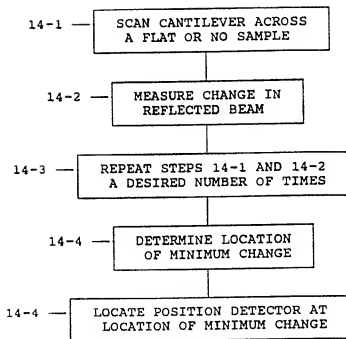 14-1 SCAN CANTILEVER ACROSS
A FLAT OR NO SAMPLE
14-2 MEASURE CHANGE IN
REFLECTED BEAM
14-3 REPEAT STEPS 14-1 AND 14-2
A DESIRED NUMBER OF TIMES
14-4 DETERMINE LOCATION
OF MINIMUM CHANGE
14-4 LOCATE POSITION DETECTOR AT
LOCATION OF MINIMUM CHANGE